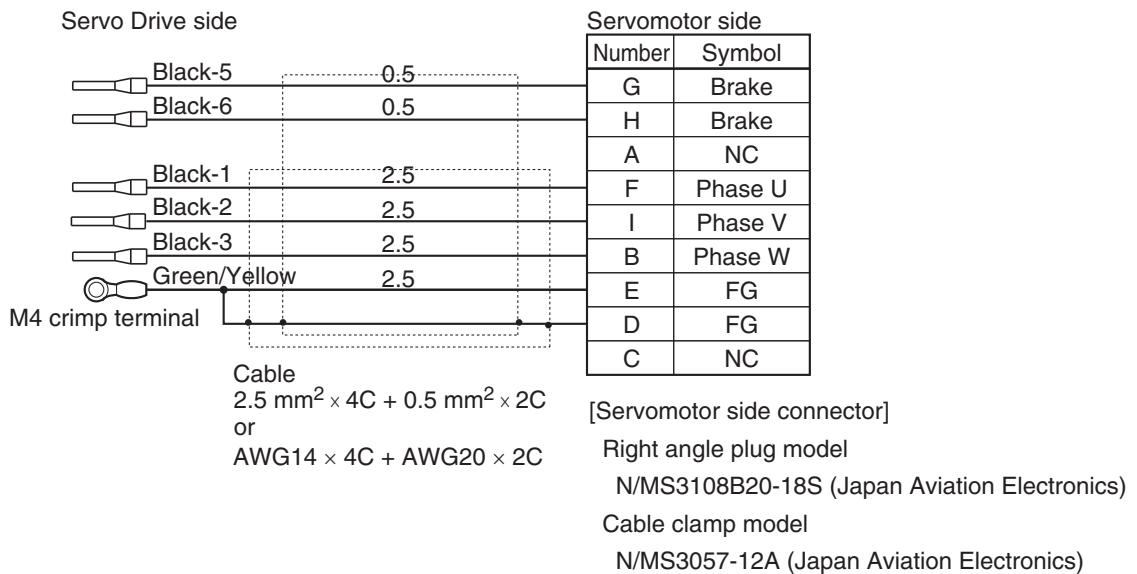 Servo Drive side
Servomotor side
Number Symbol
Black-5 0.5 G Brake
Black-6 0.5 H Brake
A NC
Black-1 2.5 F Phase U
Black-2 2.5 I Phase V
Black-3 2.5 B Phase W
Green/Yellow 2.5 E FG
M4 crimp terminal D FG
C NC
Cable
2.5 mm² × 4C + 0.5 mm² × 2C
or
AWG14 × 4C + AWG20 × 2C
[Servomotor side connector]
Right angle plug model
N/MS3108B20-18S (Japan Aviation Electronics)
Cable clamp model
N/MS3057-12A (Japan Aviation Electronics)